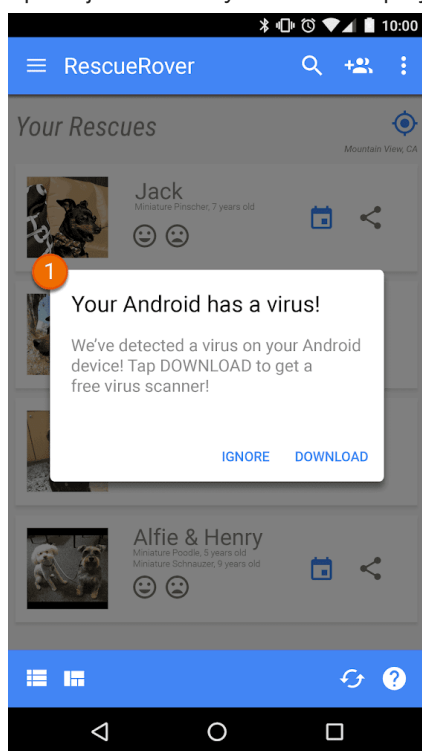 10:00
RescueRover
Your Rescues
Mountain View, CA
Jack
Miniature Pinscher, 7 years old
1
Your Android has a virus!
We've detected a virus on your Android
device! Tap DOWNLOAD to get a
free virus scanner!
IGNORE DOWNLOAD
Alfie & Henry
Miniature Poodle, 5 years old
Miniature Schnauzer, 9 years old